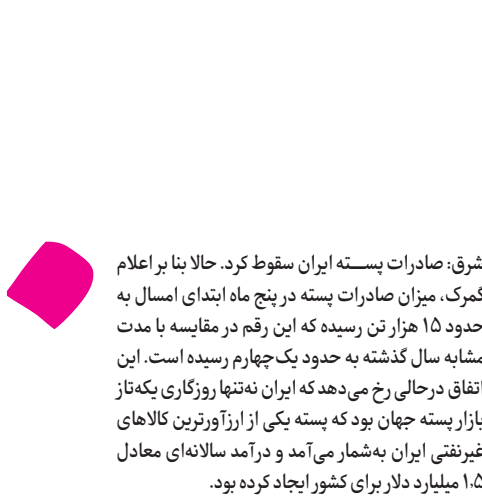 شرق: صادرات پســته ایران سقوط کرد. حالا بنا بر اعلام
گمرک، میزان صادرات پسته در پنج ماه ابتدای امسال به
حدود ۱۵ هزار تن رسیده که این رقم در مقایسه با مدت
مشابه سال گذشته به حدود یک‌چهارم رسیده است. این
اتفاق درحالی رخ می‌دهد که ایران نه‌تنها روزگاری یکه‌تاز
بازار پسته جهان بود که پسته یکی از ارزآورترین کالاهای
غیرنفتی ایران به‌شمار می‌آمد و درآمد سالانه‌ای معادل
۱٫۵ میلیارد دلار برای کشور ایجاد کرده بود.